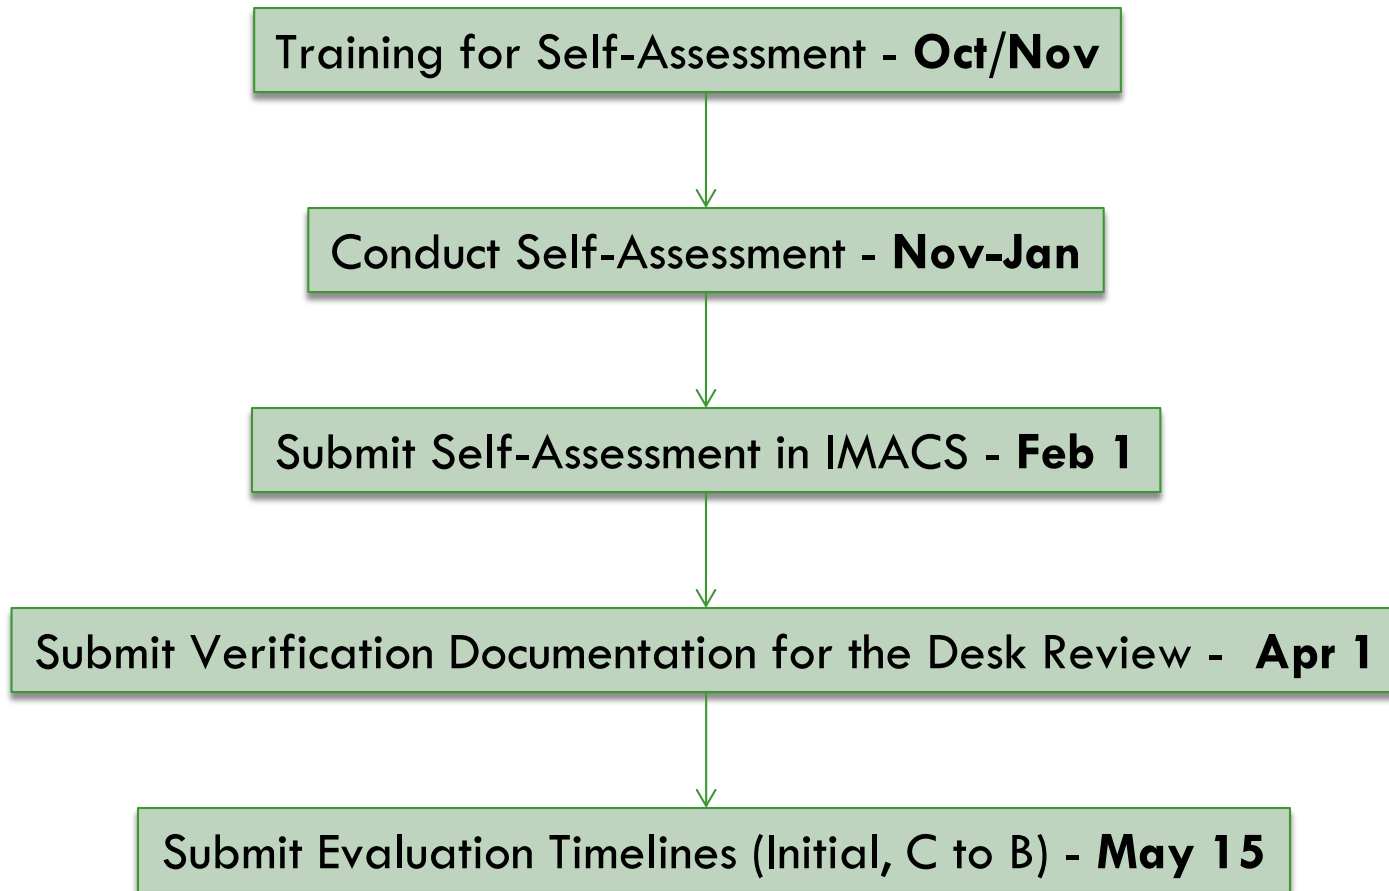 Training for Self-Assessment - Oct/Nov
Conduct Self-Assessment - Nov-Jan
Submit Self-Assessment in IMACS - Feb 1
Submit Verification Documentation for the Desk Review - Apr 1
Submit Evaluation Timelines (Initial, C to B) - May 15